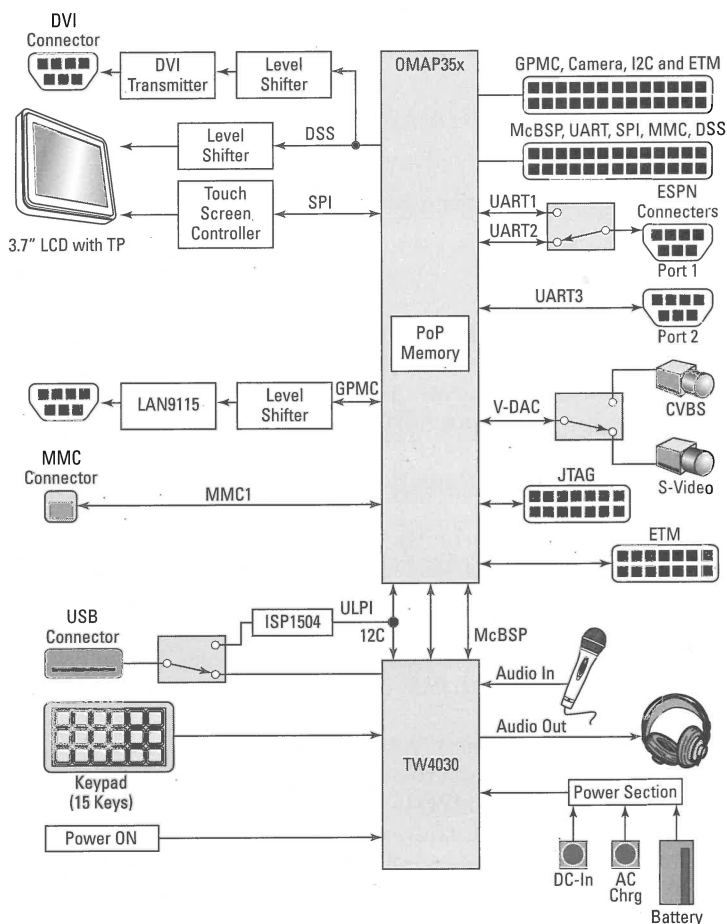 DVI
Connector
DVI
Transmitter
Level
Shifter
OMAP35x
GPMC, Camera, I2C and ETM
McBSP, UART, SPI, MMC, DSS
Level
Shifter
DSS
Touch
Screen
Controller
SPI
3.7" LCD with TP
UART1
UART2
ESPN
Connecters
Port 1
UART3
Port 2
PoP
Memory
LAN9115
Level
Shifter
GPMC
V-DAC
CVBS
S-Video
MMC
Connector
MMC1
JTAG
ETM
USB
Connector
ISP1504
ULPI
12C
McBSP
Audio In
Audio Out
TW4030
Keypad
(15 Keys)
Power ON
Power Section
DC-In
AC
Chrg
Battery